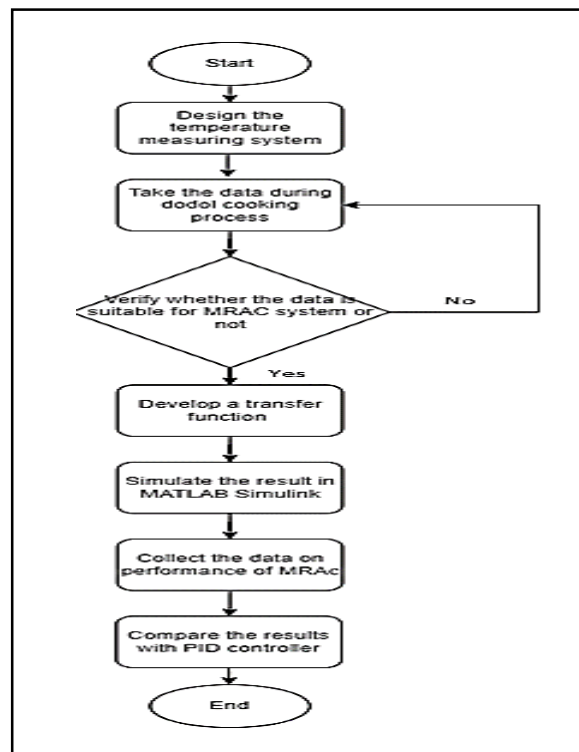 Start
Design the
temperature
measuring system
Take the data during
dodol cooking
process
Verify whether the data is
suitable for MRAC system or
not
No
Yes
Develop a transfer
function
Simulate the result in
MATLAB Simulink
Collect the data on
performance of MRAc
Compare the results
with PID controller
End